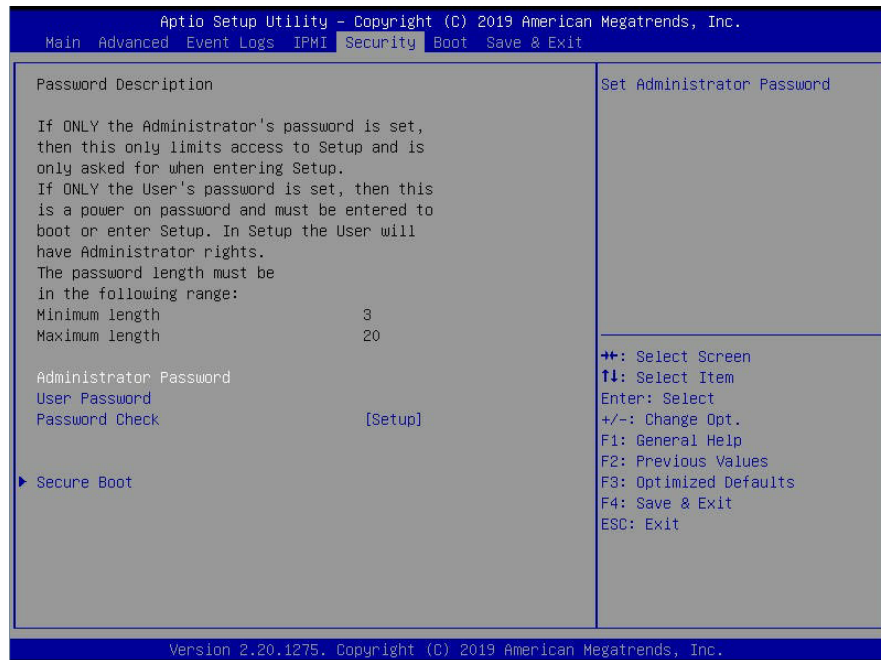 Aptio Setup Utility – Copyright (C) 2019 American Megatrends, Inc.
Main Advanced Event Logs IPMI Security Boot Save & Exit
Password Description
If ONLY the Administrator's password is set,
then this only limits access to Setup and is
only asked for when entering Setup.
If ONLY the User's password is set, then this
is a power on password and must be entered to
boot or enter Setup. In Setup the User will
have Administrator rights.
The password length must be
in the following range:
Minimum length 3
Maximum length 20
Administrator Password
User Password
Password Check [Setup]
Secure Boot
Set Administrator Password
→←: Select Screen
↑↓: Select Item
Enter: Select
+/-: Change Opt.
F1: General Help
F2: Previous Values
F3: Optimized Defaults
F4: Save & Exit
ESC: Exit
Version 2.20.1275. Copyright (C) 2019 American Megatrends, Inc.